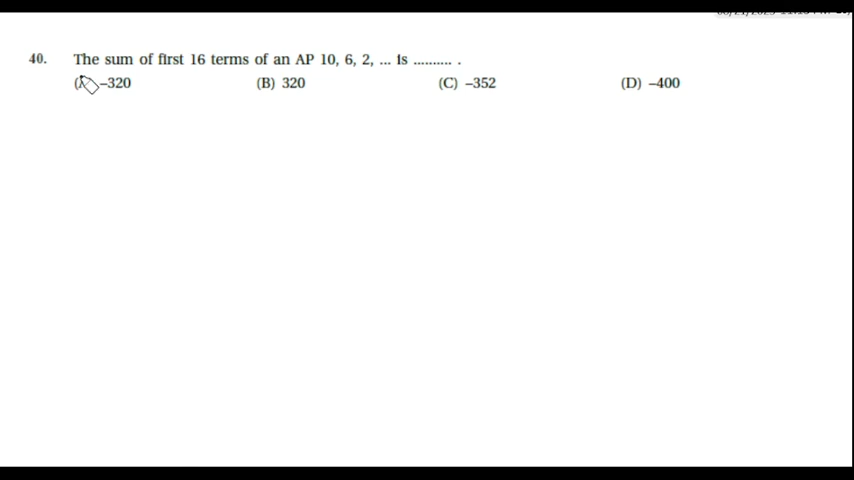 40. The sum of first 16 terms of an AP 10, 6, 2, ... is .......... .
–320 (B) 320 (C) –352 (D) –400